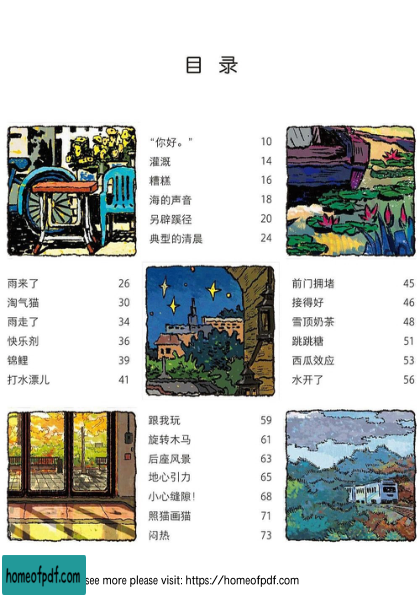 目 录
“你好。” 10
灌溉 14
糟糕 16
海的声音 18
另辟蹊径 20
典型的清晨 24
雨来了 26
淘气猫 30
雨走了 34
快乐剂 36
锦鲤 39
打水漂儿 41
前门拥堵 45
接得好 46
雪顶奶茶 48
跳跳糖 51
西瓜效应 53
水开了 56
跟我玩 59
旋转木马 61
后座风景 63
地心引力 65
小心缝隙！ 68
照猫画猫 71
闷热 73
homeofpdf.com
see more please visit: https://homeofpdf.com